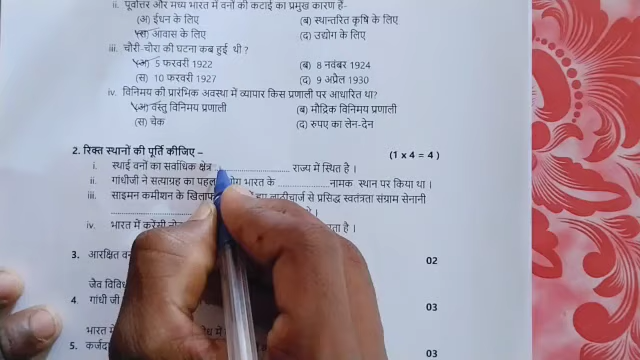 ii. पूर्वोत्तर और मध्य भारत में वनों की कटाई का प्रमुख कारण हैं-
(अ) ईंधन के लिए (ब) स्थान्तरित कृषि के लिए
(स) आवास के लिए (द) उद्योग के लिए
iii. चौरी-चोरा की घटना कब हुई थी ?
(अ) 5 फरवरी 1922 (ब) 8 नवंबर 1924
(स) 10 फरवरी 1927 (द) 9 अप्रैल 1930
iv. विनिमय की प्रारंभिक अवस्था में व्यापार किस प्रणाली पर आधारित था?
(अ) वस्तु विनिमय प्रणाली (ब) मौद्रिक विनिमय प्रणाली
(स) चेक (द) रुपए का लेन-देन
2. रिक्त स्थानों की पूर्ति कीजिए – (1 x 4 = 4)
i. स्थाई वनों का सर्वाधिक क्षेत्र ........................ राज्य में स्थित है ।
ii. गांधीजी ने सत्याग्रह का पहला भारत के .................. नामक स्थान पर किया था ।
iii. साइमन कमीशन के खिलाफ लाठीचार्ज से प्रसिद्ध स्वतंत्रता संग्राम सेनानी
........................
iv. भारत में करेंसी है ।
3. आरक्षित 02
जैव
4. गांधी जी 03
भारत में में
5. 03